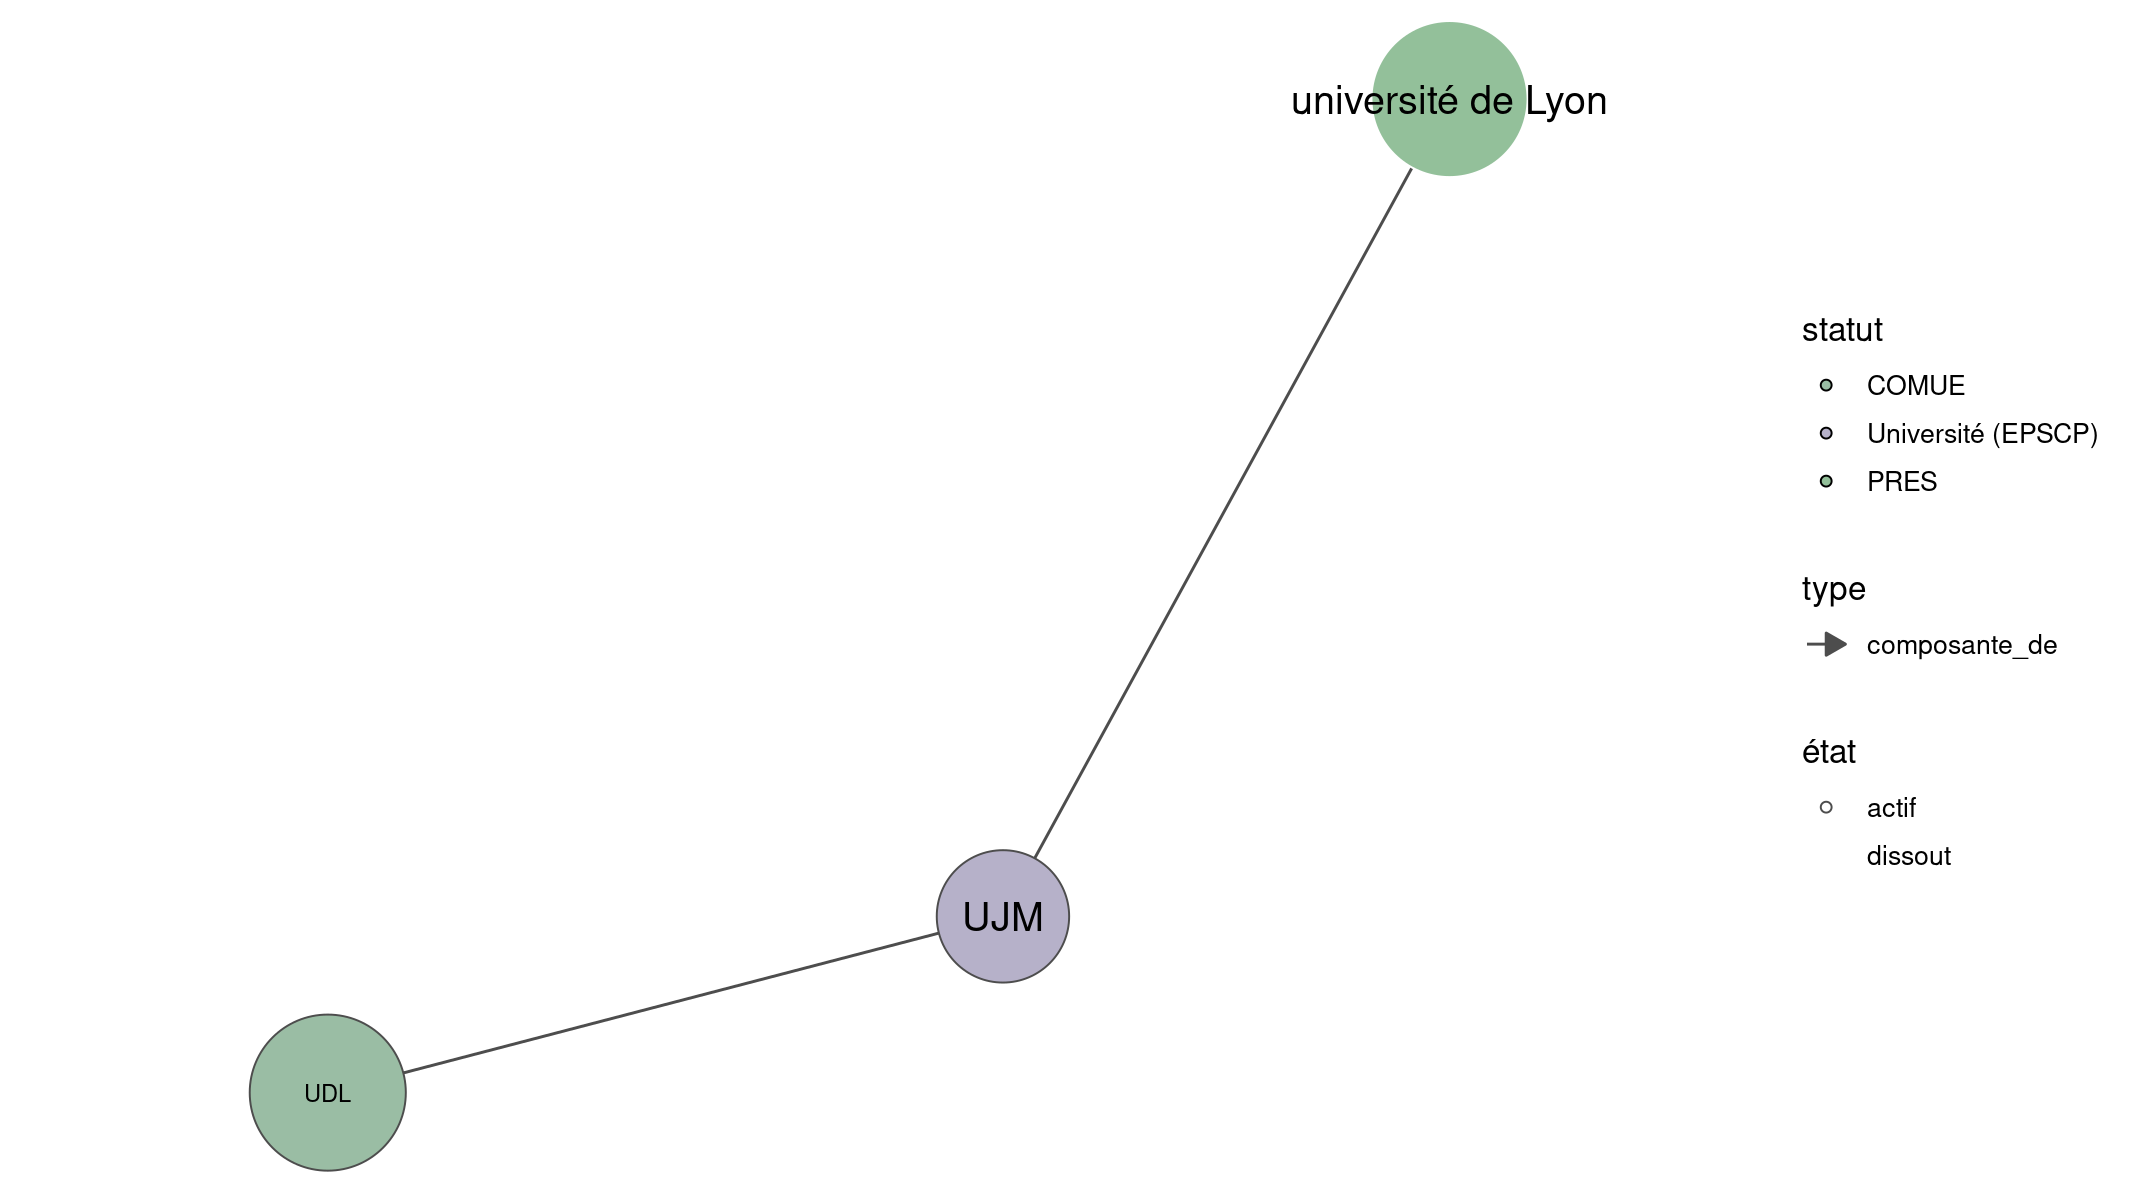 université de Lyon
statut
COMUE
Université (EPSCP)
PRES
type
composante_de
état
actif
dissout
UJM
UDL